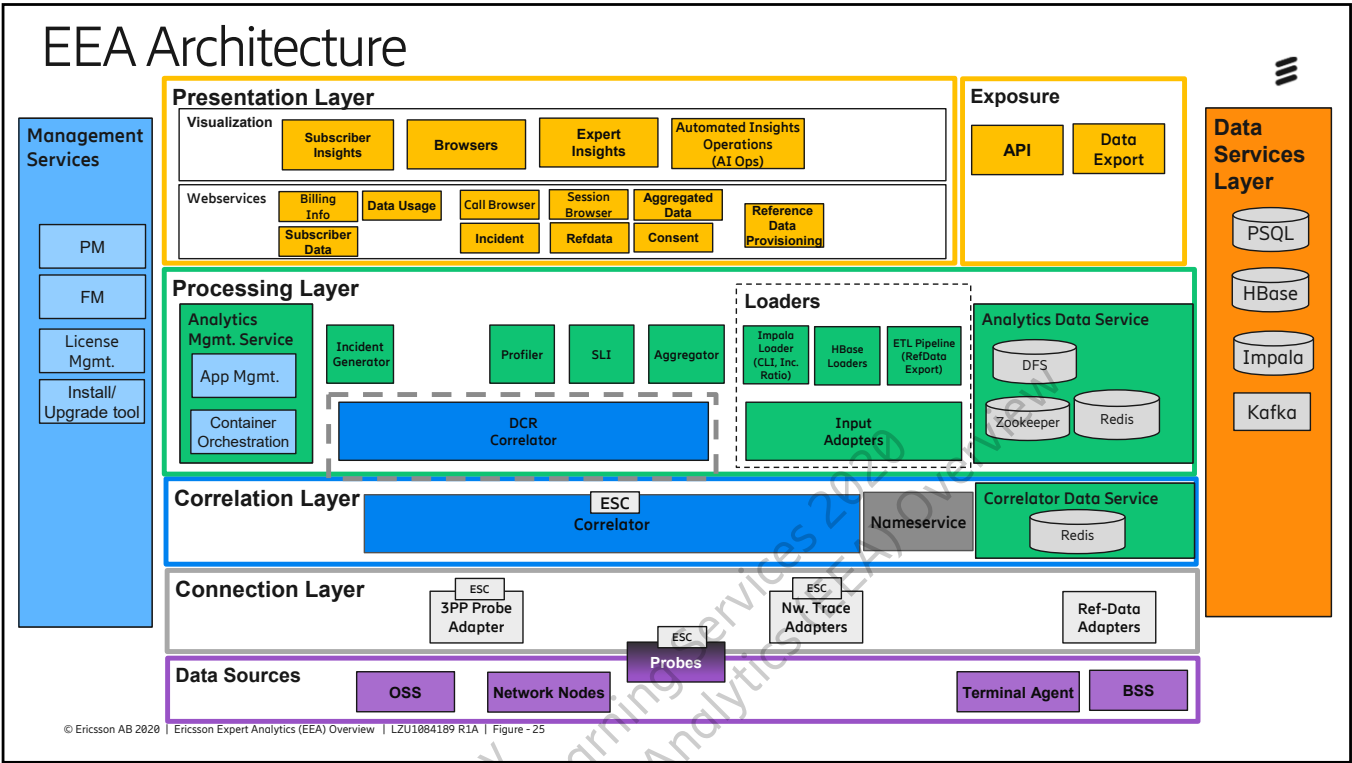 EEA Architecture
Management
Services
PM
FM
License
Mgmt.
Install/
Upgrade tool
Presentation Layer
Visualization
Subscriber
Insights
Browsers
Expert
Insights
Automated Insights
Operations
(AI Ops)
Webservices
Billing
Info
Data Usage
Call Browser
Session
Browser
Aggregated
Data
Reference
Data
Provisioning
Subscriber
Data
Incident
Refdata
Consent
Exposure
API
Data
Export
Data
Services
Layer
PSQL
HBase
Impala
Kafka
Processing Layer
Analytics
Mgmt. Service
App Mgmt.
Container
Orchestration
Incident
Generator
Profiler
SLI
Aggregator
DCR
Correlator
Loaders
Impala
Loader
(CLI, Inc.
Ratio)
HBase
Loaders
ETL Pipeline
(RefData
Export)
Input
Adapters
Analytics Data Service
DFS
Zookeeper
Redis
Correlation Layer
ESC
Correlator
Nameservice
Correlator Data Service
Redis
Connection Layer
ESC
3PP Probe
Adapter
ESC
Nw. Trace
Adapters
Ref-Data
Adapters
ESC
Probes
Data Sources
OSS
Network Nodes
Terminal Agent
BSS
© Ericsson AB 2020 | Ericsson Expert Analytics (EEA) Overview | LZU1084189 R1A | Figure - 25
Services 2020
Analytics (EEA) Overview